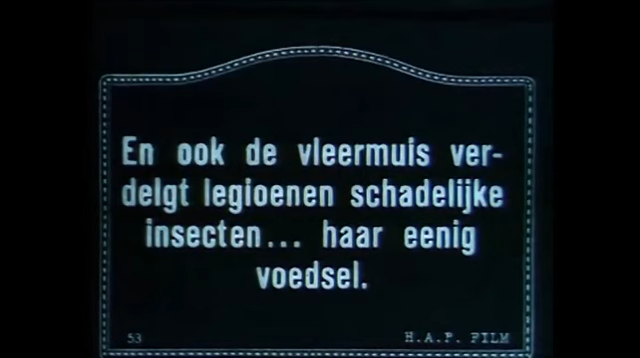 En ook de vleermuis ver-
delgt legioenen schadelijke
insecten... haar eenig
voedsel.
53 H.A.P. FILM